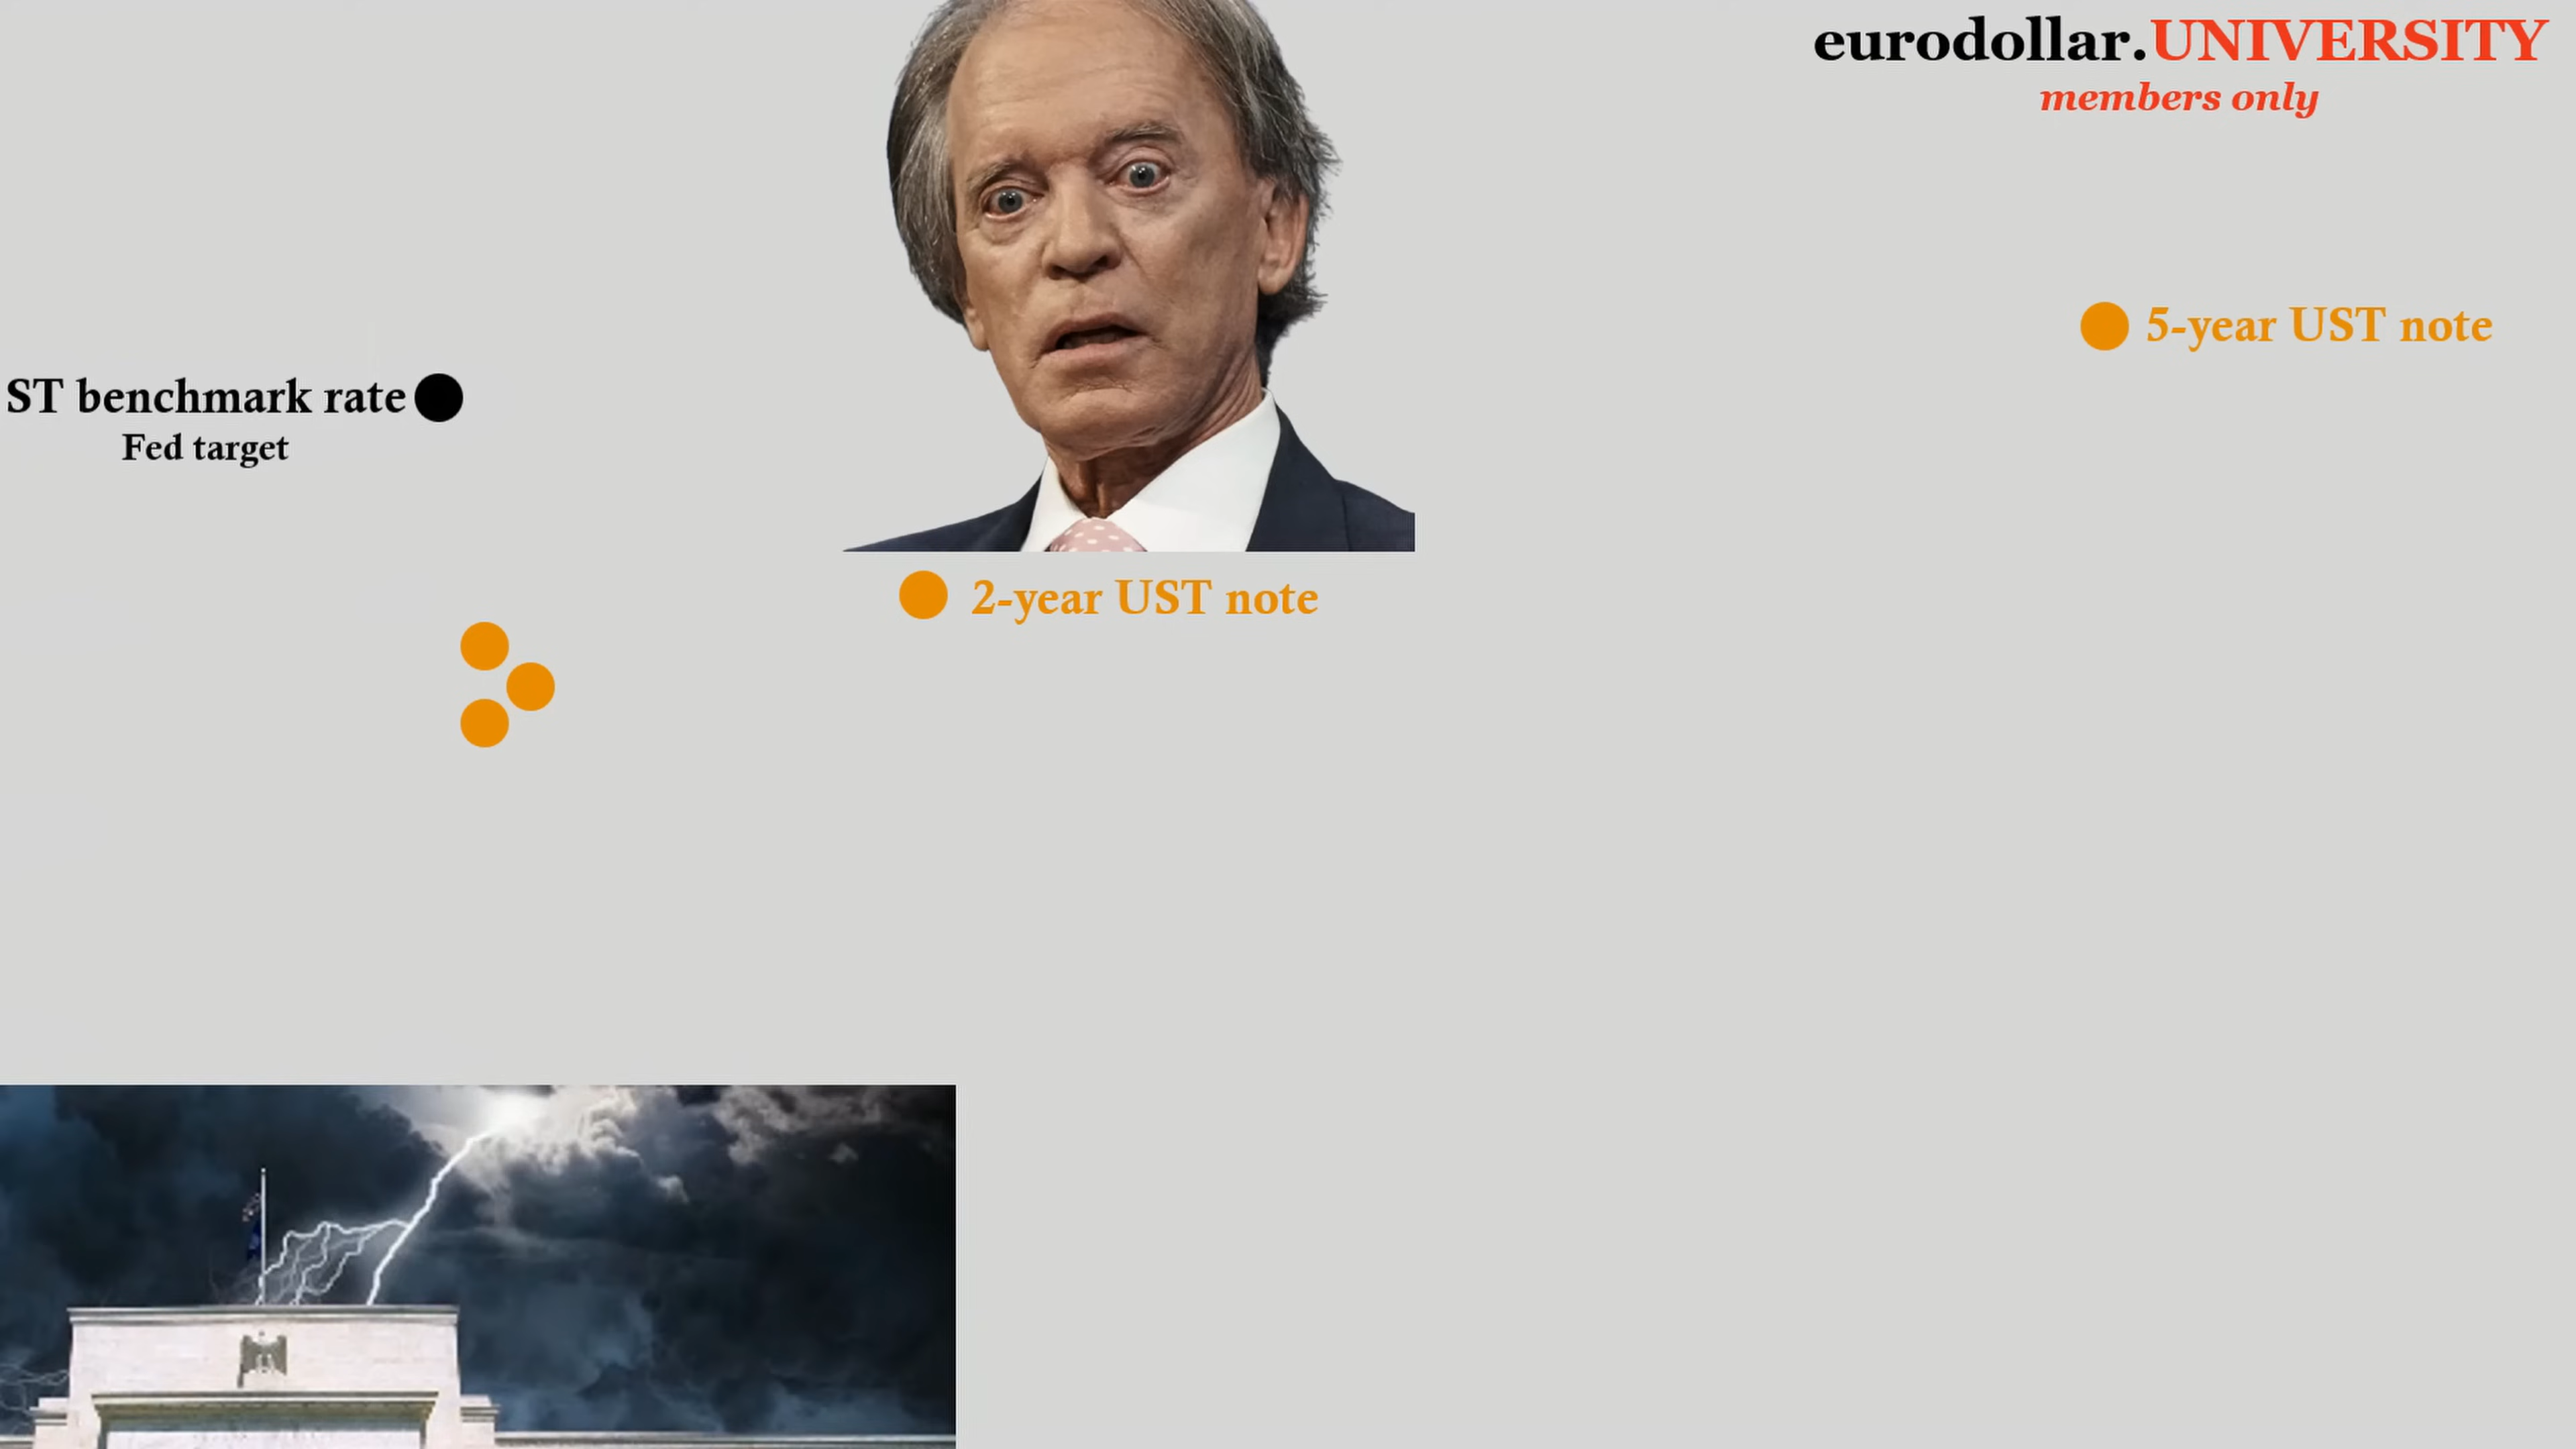 eurodollar.UNIVERSITY
members only
5-year UST note
ST benchmark rate
Fed target
2-year UST note